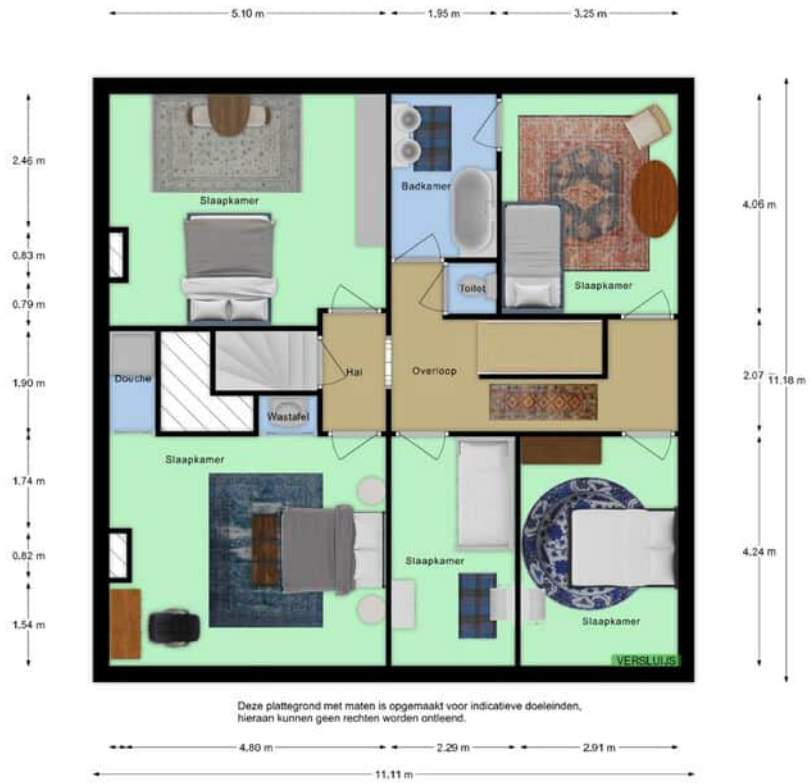 5.10 m
1.95 m
3.25 m
2.46 m
0.83 m
0.79 m
1.90 m
1.74 m
0.82 m
1.54 m
Slaapkamer
Badkamer
Toilet
Slaapkamer
Douche
Wastafel
Hal
Overloop
Slaapkamer
Slaapkamer
Slaapkamer
VERSLUIJS
4.06 m
2.07
11.18 m
4.24 m
Deze plattegrond met maten is opgemaakt voor indicatieve doeleinden,
hieraan kunnen geen rechten worden ontleend.
4.80 m
2.29 m
2.91 m
11.11 m